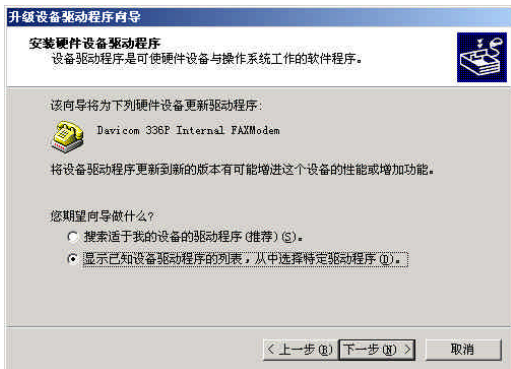 升级设备驱动程序向导
安装硬件设备驱动程序
设备驱动程序是可使硬件设备与操作系统工作的软件程序。
该向导将为下列硬件设备更新驱动程序:
Davicom 336P Internal FAXModem
将设备驱动程序更新到新的版本有可能增进这个设备的性能或增加功能。
您期望向导做什么?
搜索适于我的设备的驱动程序(推荐)(S)。
显示已知设备驱动程序的列表，从中选择特定驱动程序(D)。
< 上一步(B) 下一步(N) > 取消